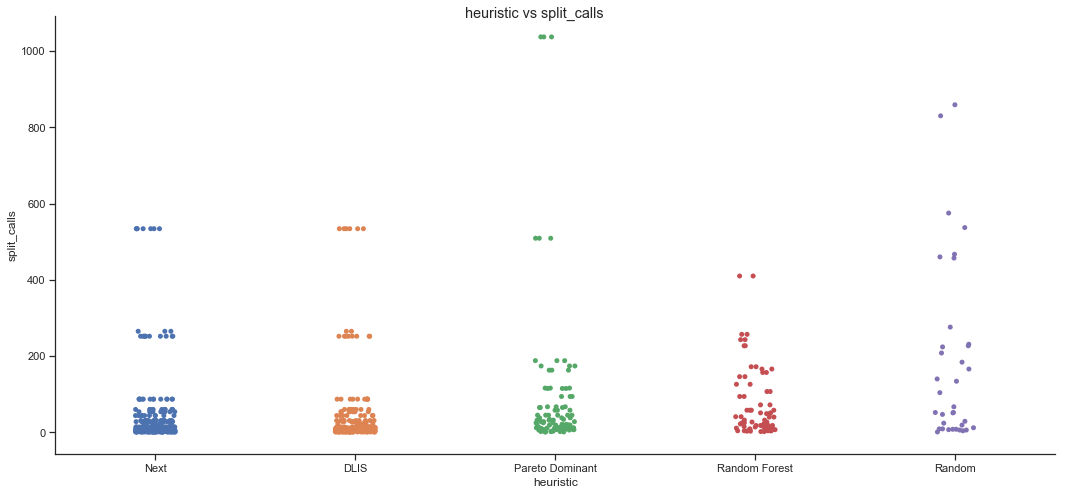 heuristic vs split_calls
1000
800
600
400
200
0
split_calls
Next DLIS Pareto Dominant Random Forest Random
heuristic